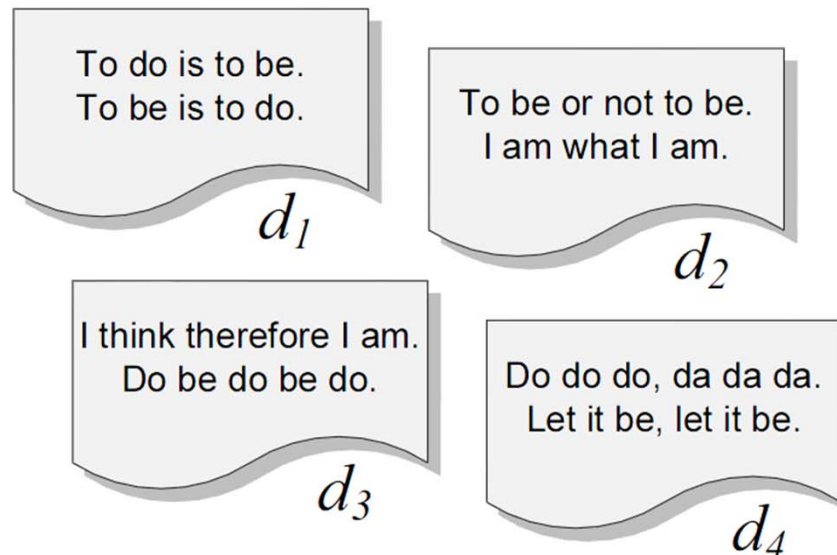 To do is to be.
To be is to do.
d1
To be or not to be.
I am what I am.
d2
I think therefore I am.
Do be do be do.
d3
Do do do, da da da.
Let it be, let it be.
d4